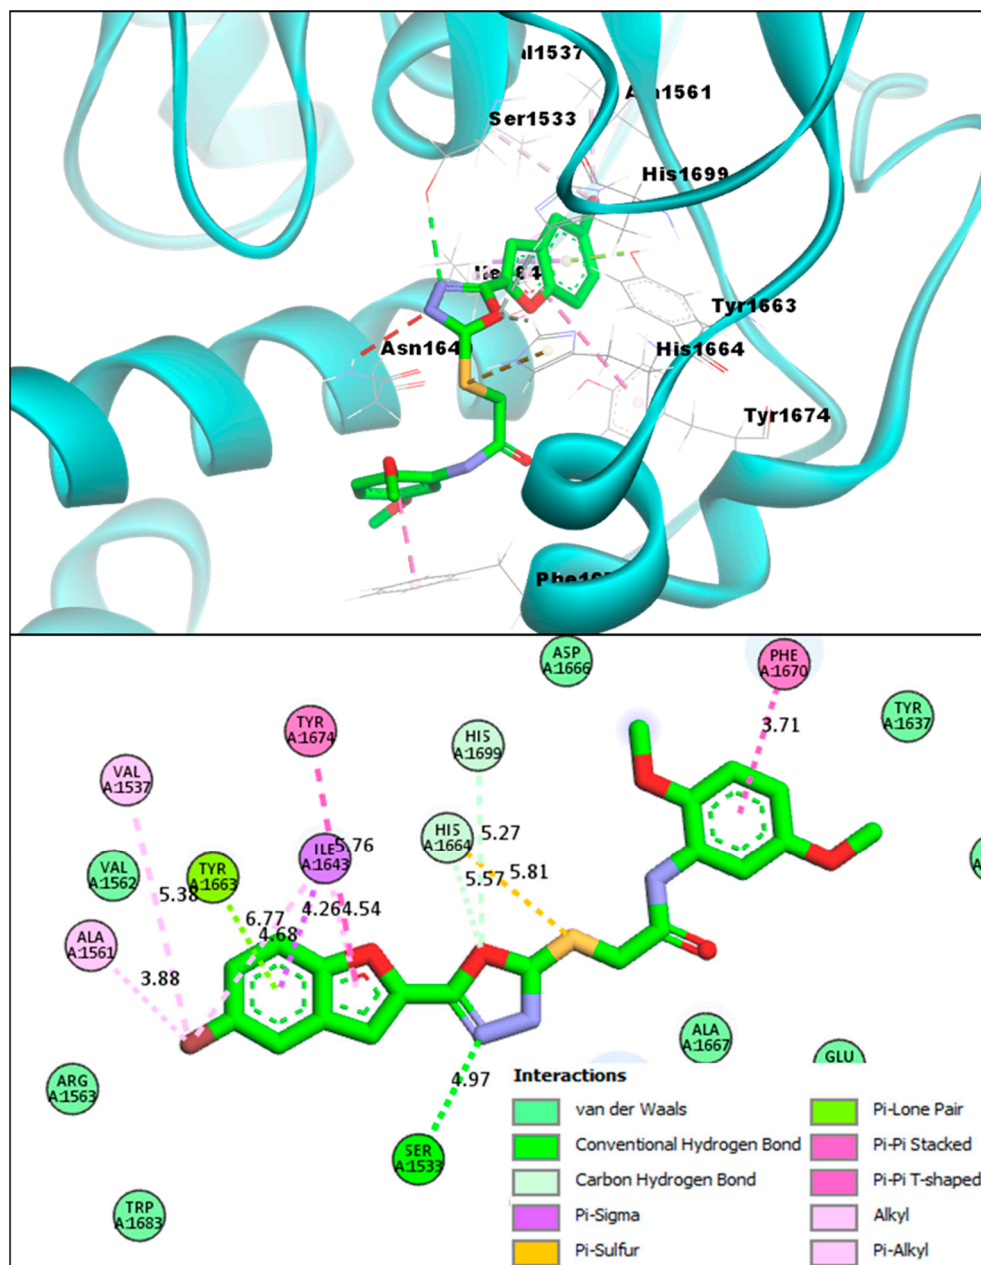 al1537
Ser1533
1561
His1699
Tyr1663
Asn164
His1664
Tyr1674
ASP
A:1666
PHE
A:1670
TYR
A:1674
HIS
A:1699
3.71
TYR
A:1637
VAL
A:1537
HIS
A:1664
5.27
ILE
A:1643
5.76
VAL
A:1562
TYR
A:1663
5.57
5.81
5.38
6.77
4.26
4.54
4.68
ALA
A:1561
3.88
ALA
A:1667
GLU
4.97
ARG
A:1563
SER
A:1533
TRP
A:1683
Interactions
van der Waals
Conventional Hydrogen Bond
Carbon Hydrogen Bond
Pi-Sigma
Pi-Sulfur
Pi-Lone Pair
Pi-Pi Stacked
Pi-Pi T-shaped
Alkyl
Pi-Alkyl